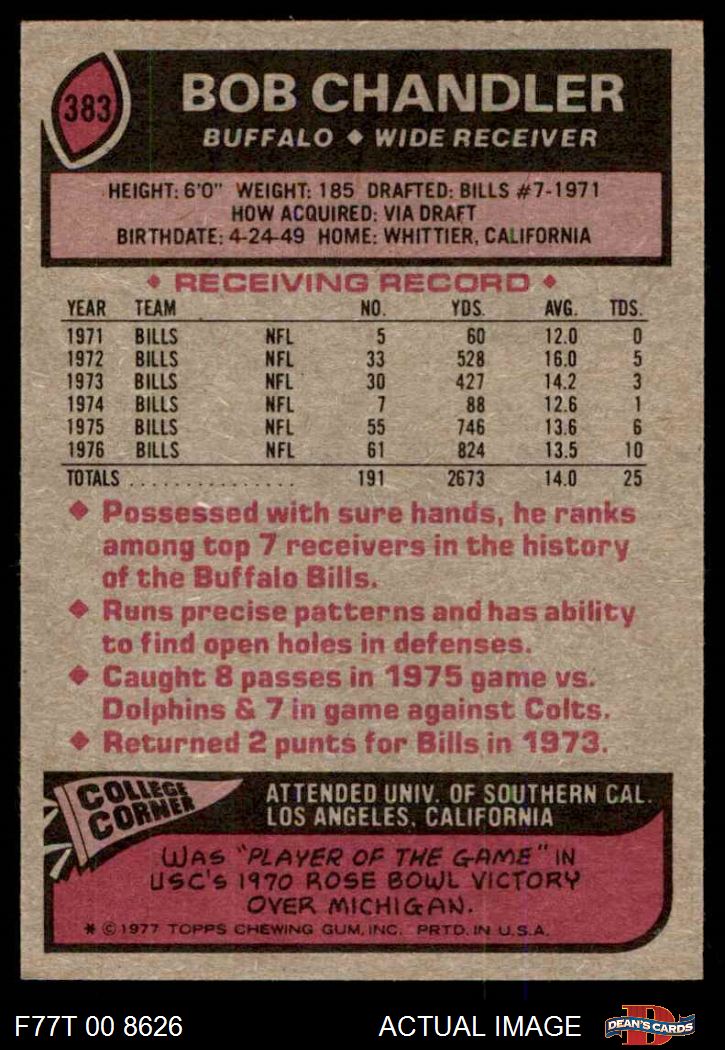 383
BOB CHANDLER
BUFFALO ◆ WIDE RECEIVER
HEIGHT: 6'0" WEIGHT: 185 DRAFTED: BILLS #7-1971
HOW ACQUIRED: VIA DRAFT
BIRTHDATE: 4-24-49 HOME: WHITTIER, CALIFORNIA
◆ RECEIVING RECORD ◆
YEAR TEAM NO. YDS. AVG. TDS.
1971 BILLS NFL 5 60 12.0 0
1972 BILLS NFL 33 528 16.0 5
1973 BILLS NFL 30 427 14.2 3
1974 BILLS NFL 7 88 12.6 1
1975 BILLS NFL 55 746 13.6 6
1976 BILLS NFL 61 824 13.5 10
TOTALS ............... 191 2673 14.0 25
◆ Possessed with sure hands, he ranks
among top 7 receivers in the history
of the Buffalo Bills.
◆ Runs precise patterns and has ability
to find open holes in defenses.
◆ Caught 8 passes in 1975 game vs.
Dolphins & 7 in game against Colts.
◆ Returned 2 punts for Bills in 1973.
COLLEGE
CORNER
ATTENDED UNIV. OF SOUTHERN CAL.
LOS ANGELES, CALIFORNIA
WAS "PLAYER OF THE GAME" IN
USC'S 1970 ROSE BOWL VICTORY
OVER MICHIGAN.
* © 1977 TOPPS CHEWING GUM, INC. PRTD. IN U.S.A.
F77T 00 8626
ACTUAL IMAGE
D
DEAN'S CARDS